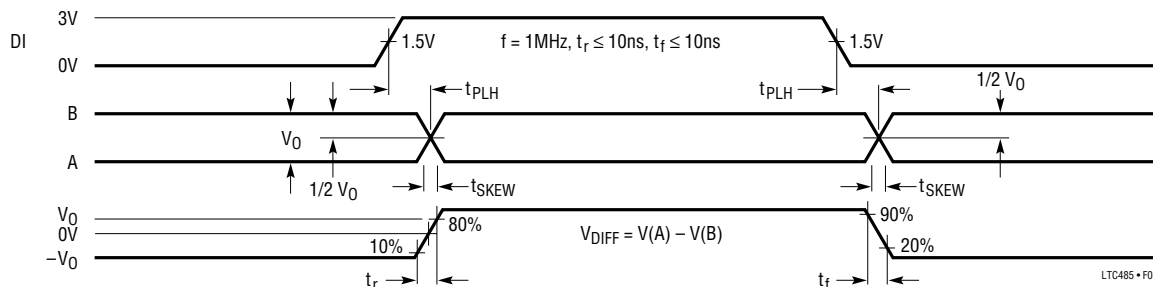 3V
DI
1.5V
f = 1MHz, tr ≤ 10ns, tf ≤ 10ns
1.5V
0V
tPLH
tPLH
1/2 VO
B
VO
A
1/2 VO
tSKEW
tSKEW
VO
80%
90%
0V
VDIFF = V(A) – V(B)
10%
20%
–VO
tr
tf
LTC485 • F0